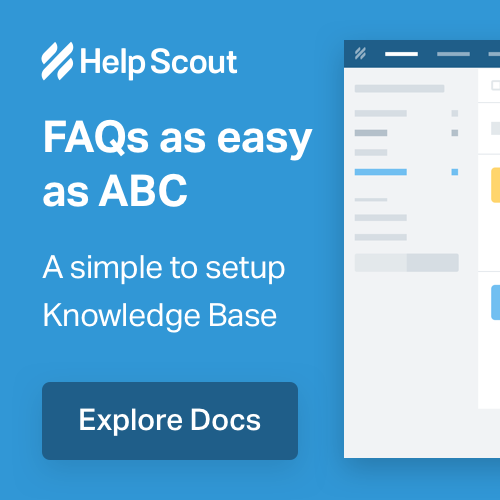 Help Scout
FAQs as easy
as ABC
A simple to setup
Knowledge Base
Explore Docs